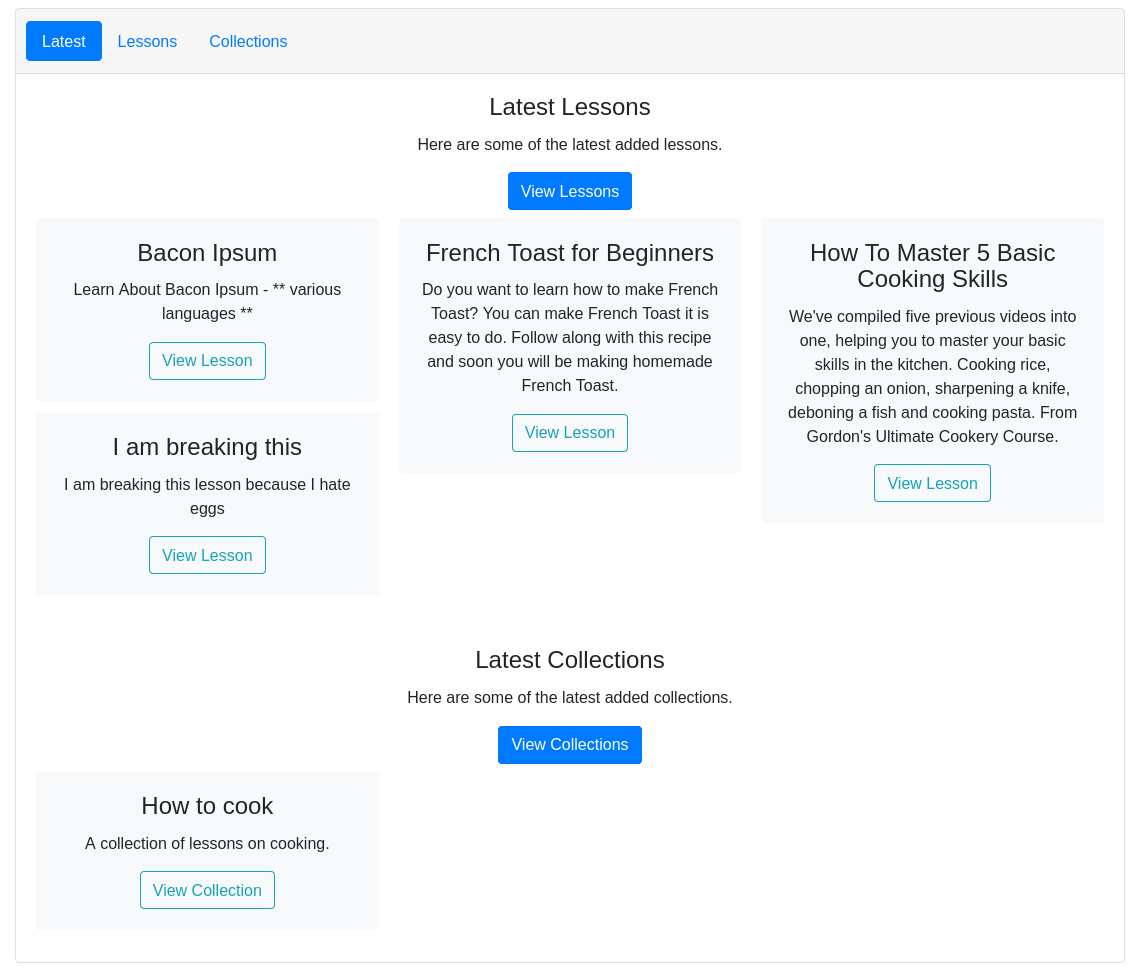 Latest
Lessons
Collections
Latest Lessons
Here are some of the latest added lessons.
View Lessons
Bacon Ipsum
Learn About Bacon Ipsum - ** various
languages **
View Lesson
I am breaking this
I am breaking this lesson because I hate
eggs
View Lesson
French Toast for Beginners
Do you want to learn how to make French
Toast? You can make French Toast it is
easy to do. Follow along with this recipe
and soon you will be making homemade
French Toast.
View Lesson
How To Master 5 Basic
Cooking Skills
We've compiled five previous videos into
one, helping you to master your basic
skills in the kitchen. Cooking rice,
chopping an onion, sharpening a knife,
deboning a fish and cooking pasta. From
Gordon's Ultimate Cookery Course.
View Lesson
Latest Collections
Here are some of the latest added collections.
View Collections
How to cook
A collection of lessons on cooking.
View Collection